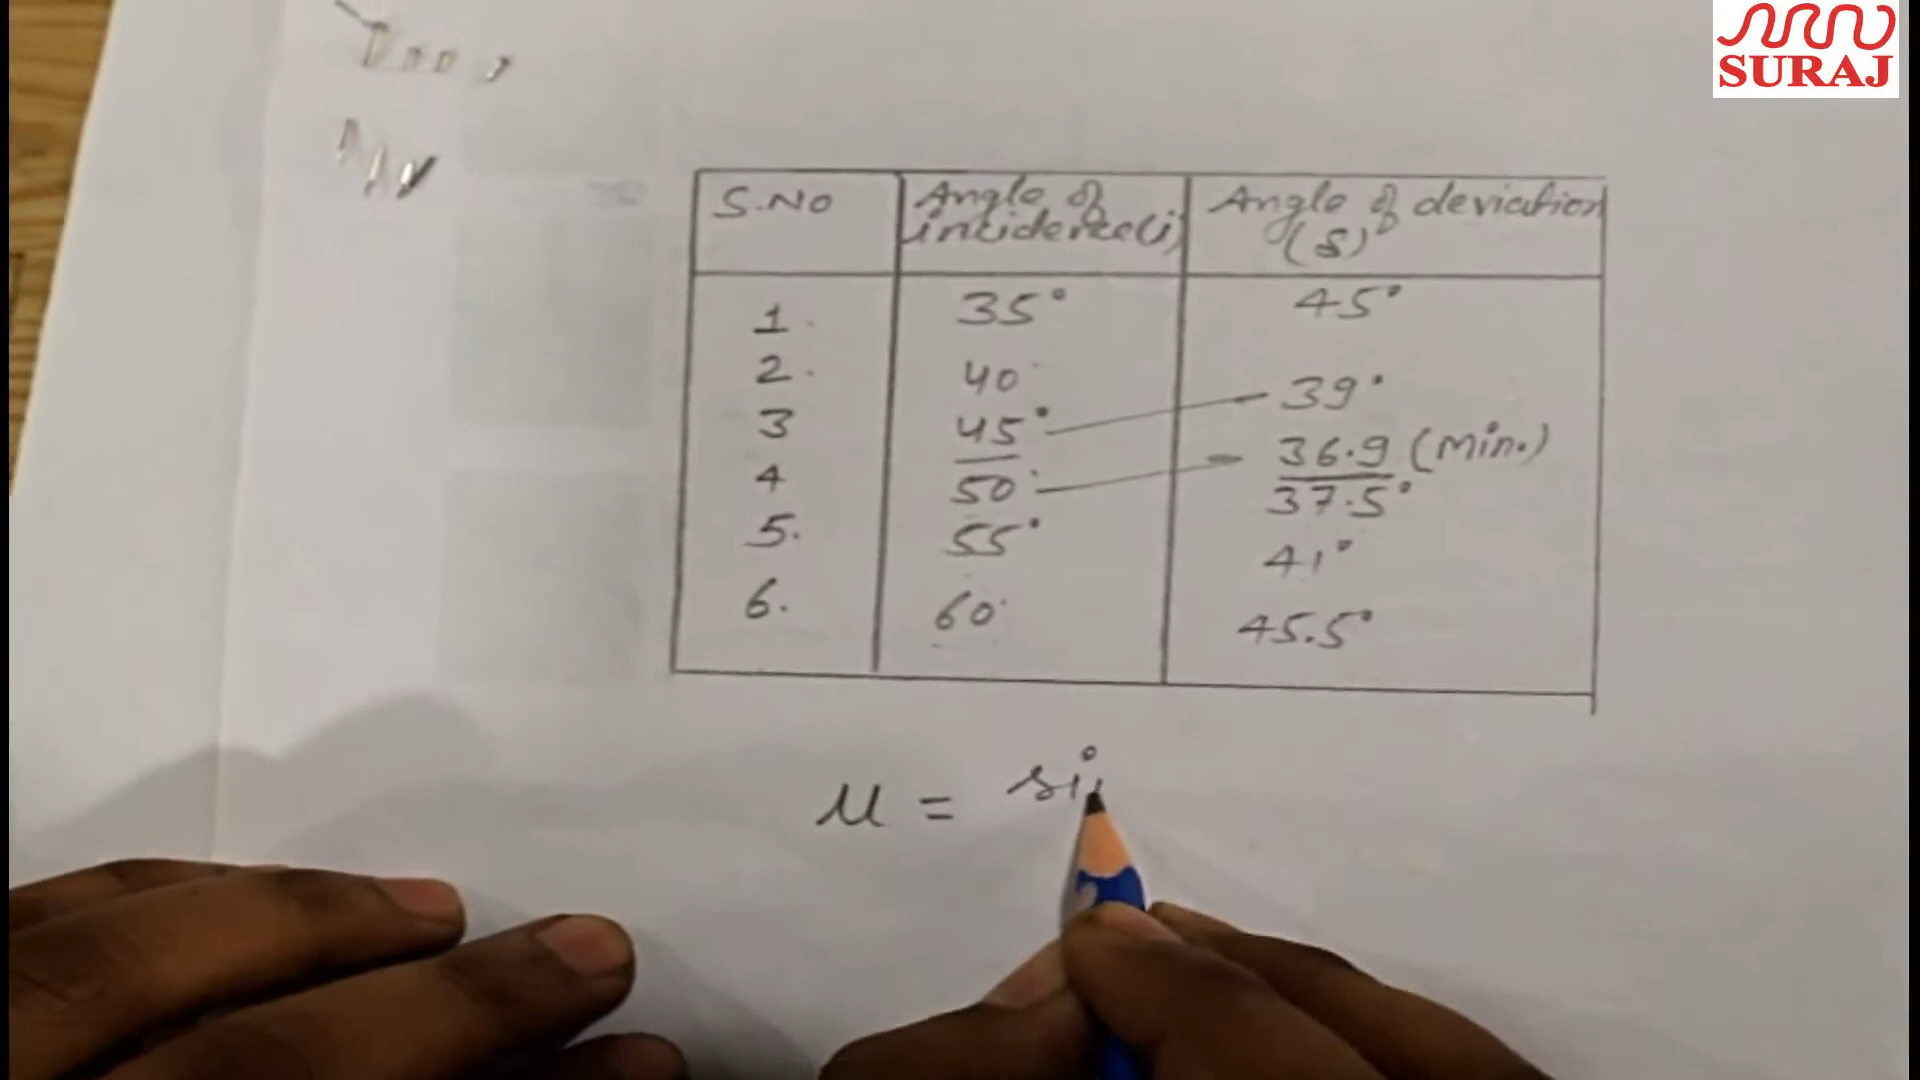 SURAJ
S.No Angle of incidence(i) Angle of deviation (δ)
1. 35° 45°
2. 40 39°
3 45° 36.9 (Min.)
4 50 37.5°
5. 55° 41°
6. 60 45.5°
μ = sin